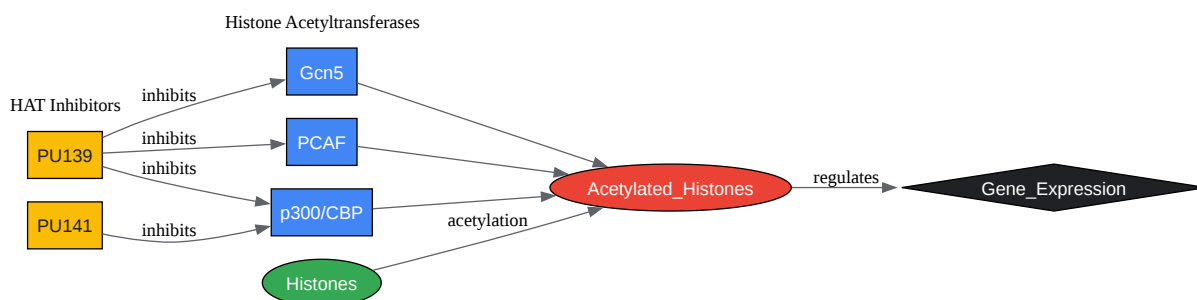 Histone Acetyltransferases
Gcn5
inhibits
HAT Inhibitors
PU139
inhibits
PCAF
inhibits
Acetylated_Histones
regulates
Gene_Expression
p300/CBP
acetylation
PU141
inhibits
Histones